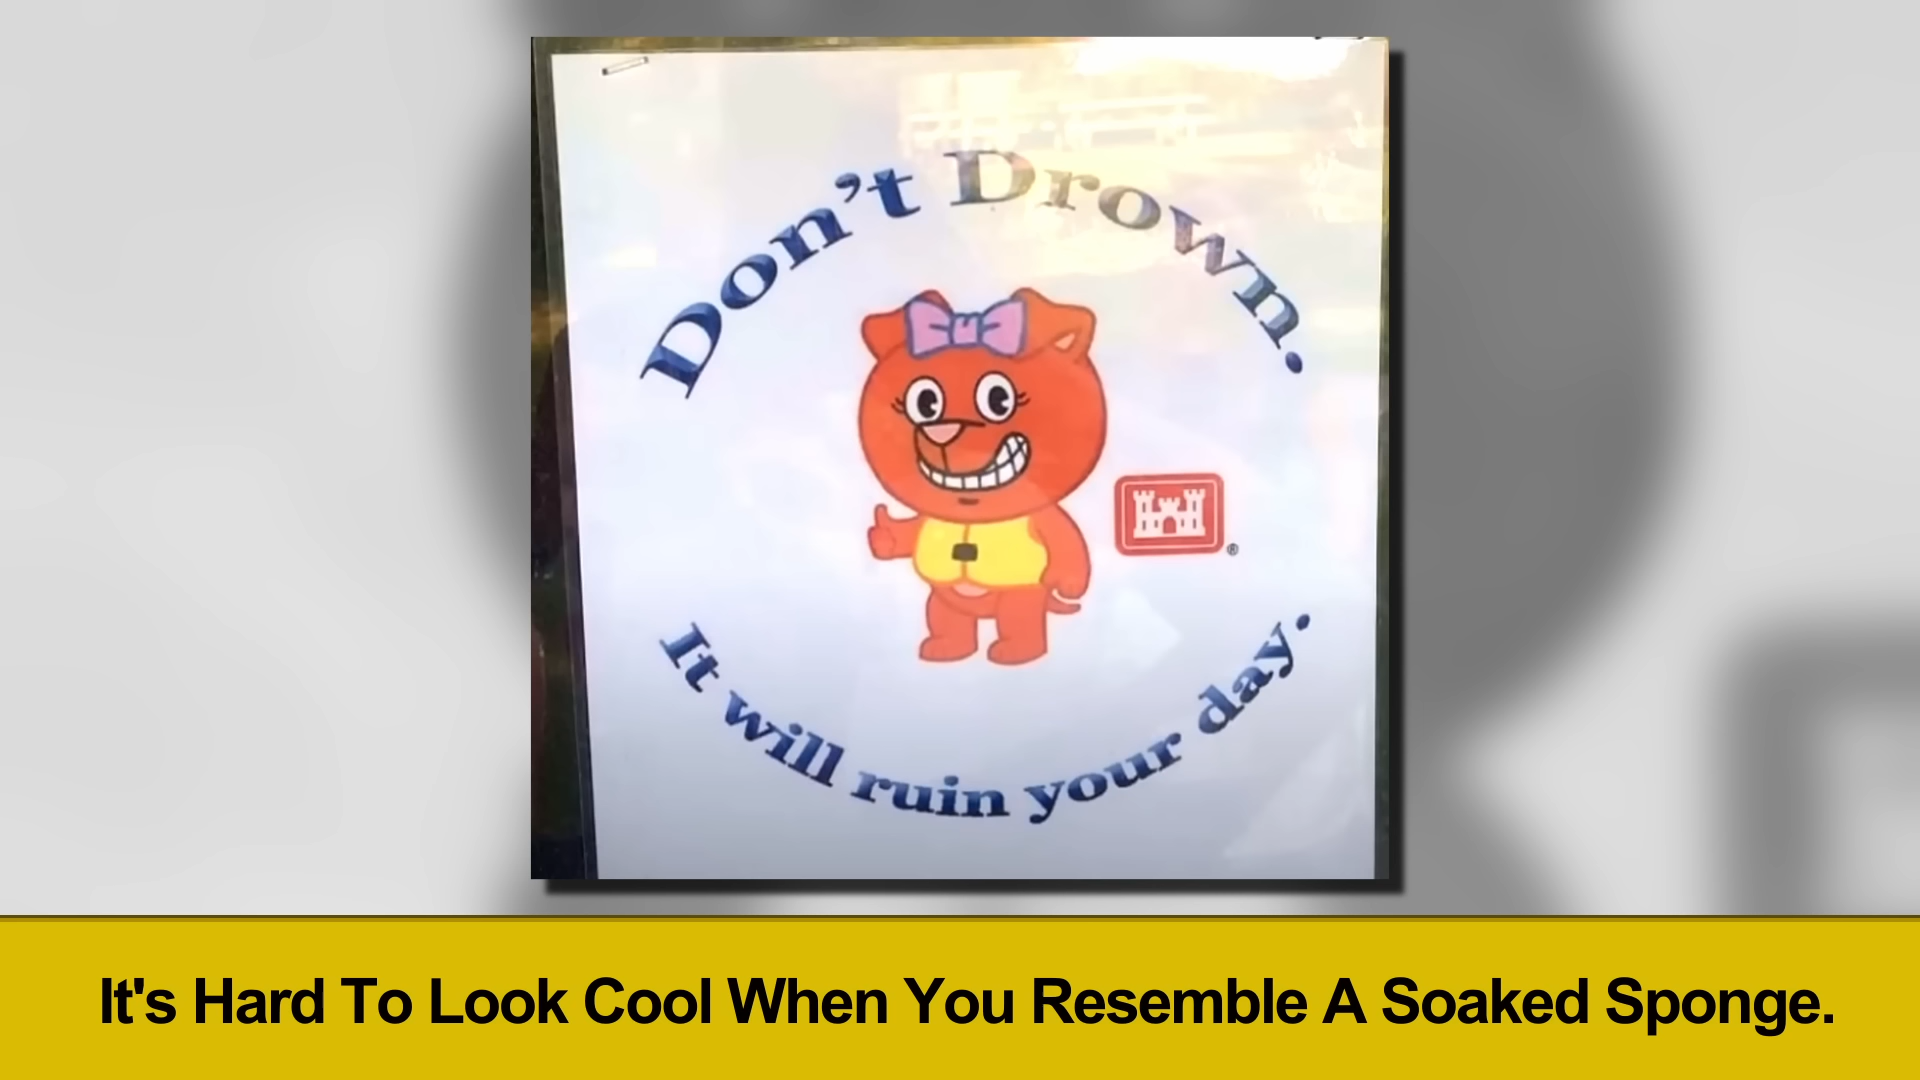 Don't Drown.
®
It will ruin your day.
It's Hard To Look Cool When You Resemble A Soaked Sponge.